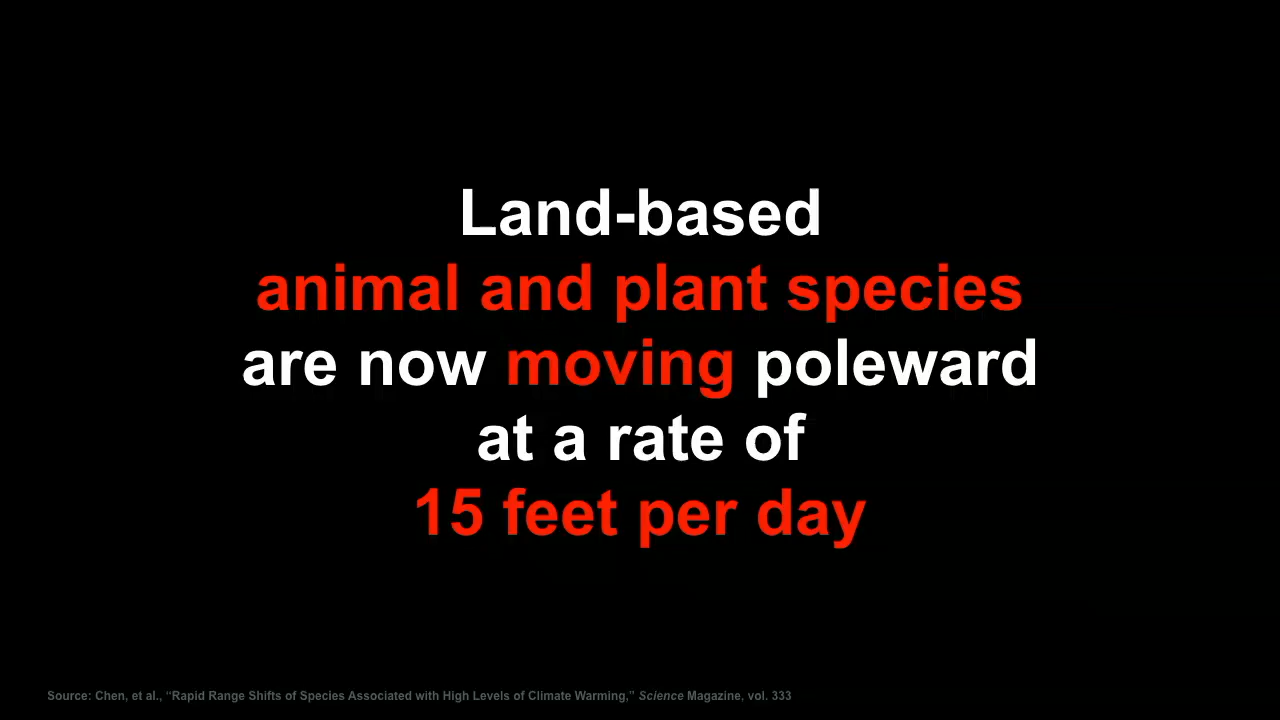 Land-based
animal and plant species
are now moving poleward
at a rate of
15 feet per day
Source: Chen, et al., “Rapid Range Shifts of Species Associated with High Levels of Climate Warming,” Science Magazine, vol. 333